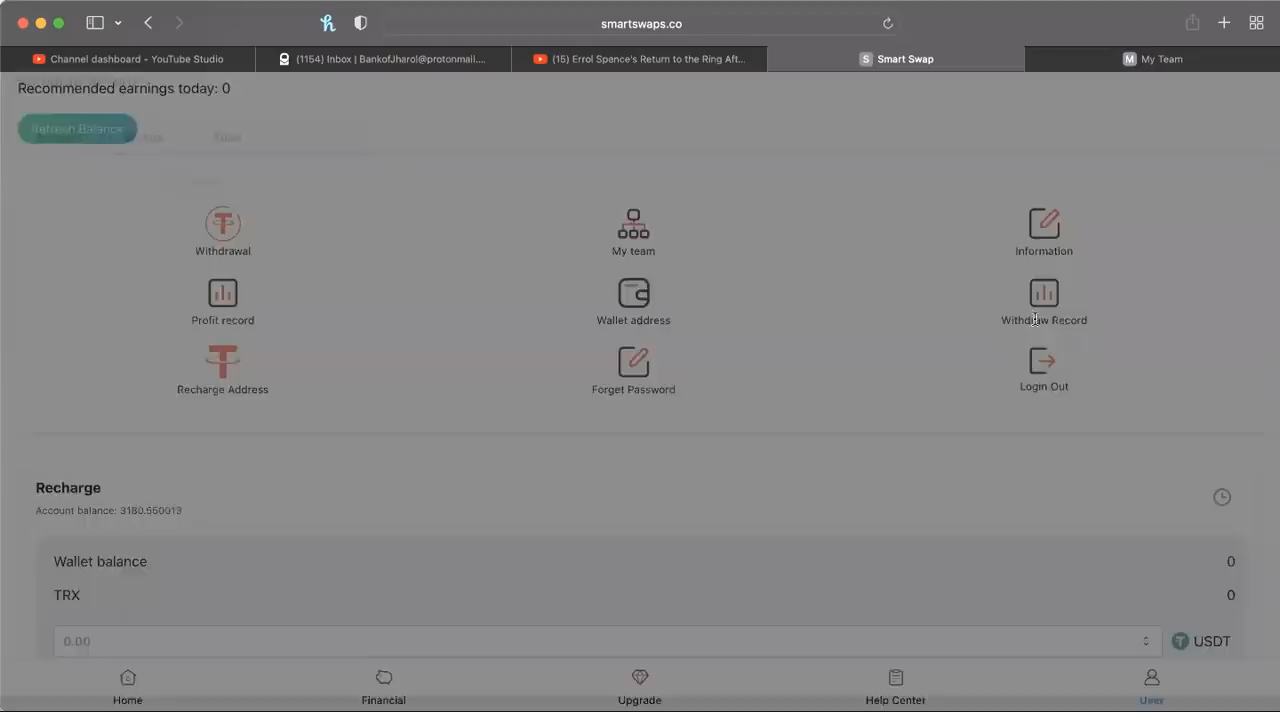 smartswaps.co
Channel dashboard - YouTube Studio
(1154) Inbox | BankofJharol@protonmail....
(15) Errol Spence's Return to the Ring Aft...
S Smart Swap
M My Team
Recommended earnings today: 0
Refresh Balance
Withdrawal
My team
Information
Profit record
Wallet address
Withdraw Record
Recharge Address
Forget Password
Login Out
Recharge
Account balance: 3180.550013
Wallet balance 0
TRX 0
0.00 USDT
Home
Financial
Upgrade
Help Center
User